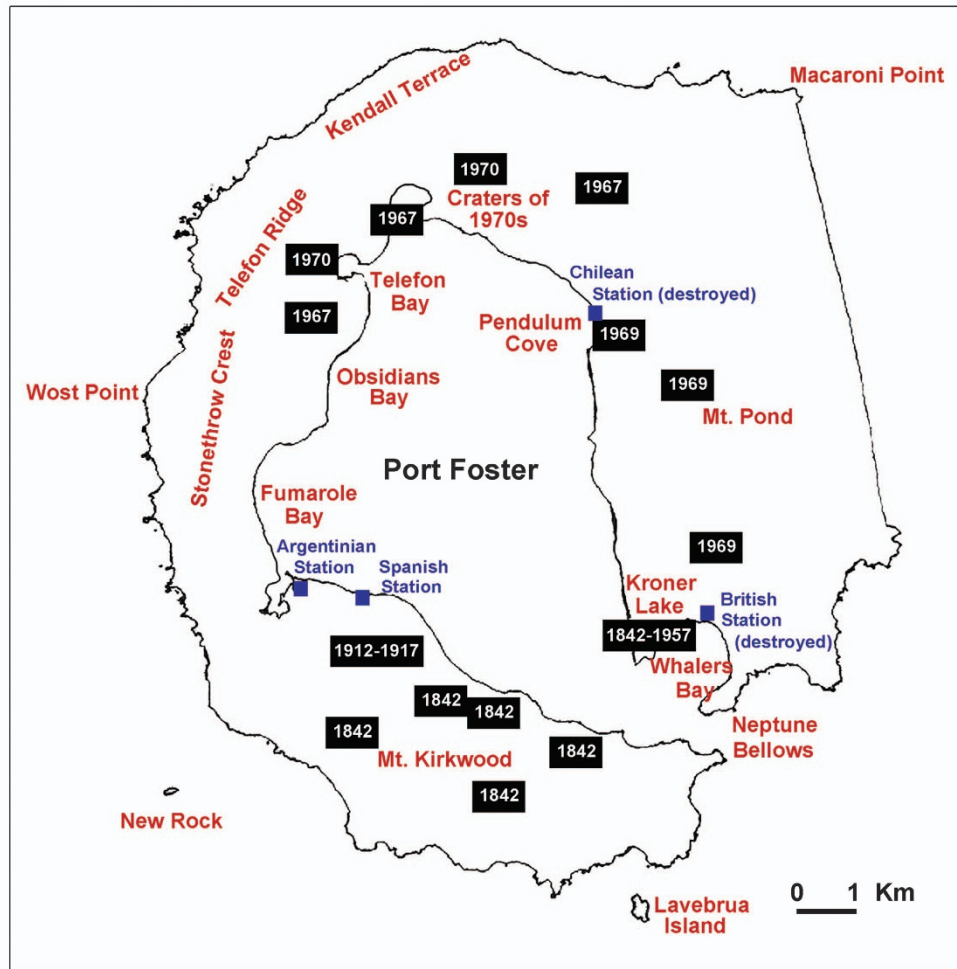 Macaroni Point
Kendall Terrace
1970
1967
Craters of
1970s
1967
Telefon Ridge
1970
Telefon
Bay
Chilean
Station (destroyed)
1967
Pendulum
Cove
1969
Stonethrow Crest
Obsidians
Bay
1969
Wost Point
Mt. Pond
Port Foster
Fumarole
Bay
Argentinian
Station
Spanish
Station
1969
Kroner
Lake
British
Station
(destroyed)
1842-1957
1912-1917
Whalers
Bay
1842
1842
1842
Mt. Kirkwood
1842
Neptune
Bellows
1842
New Rock
0 1 Km
Lavebrua
Island